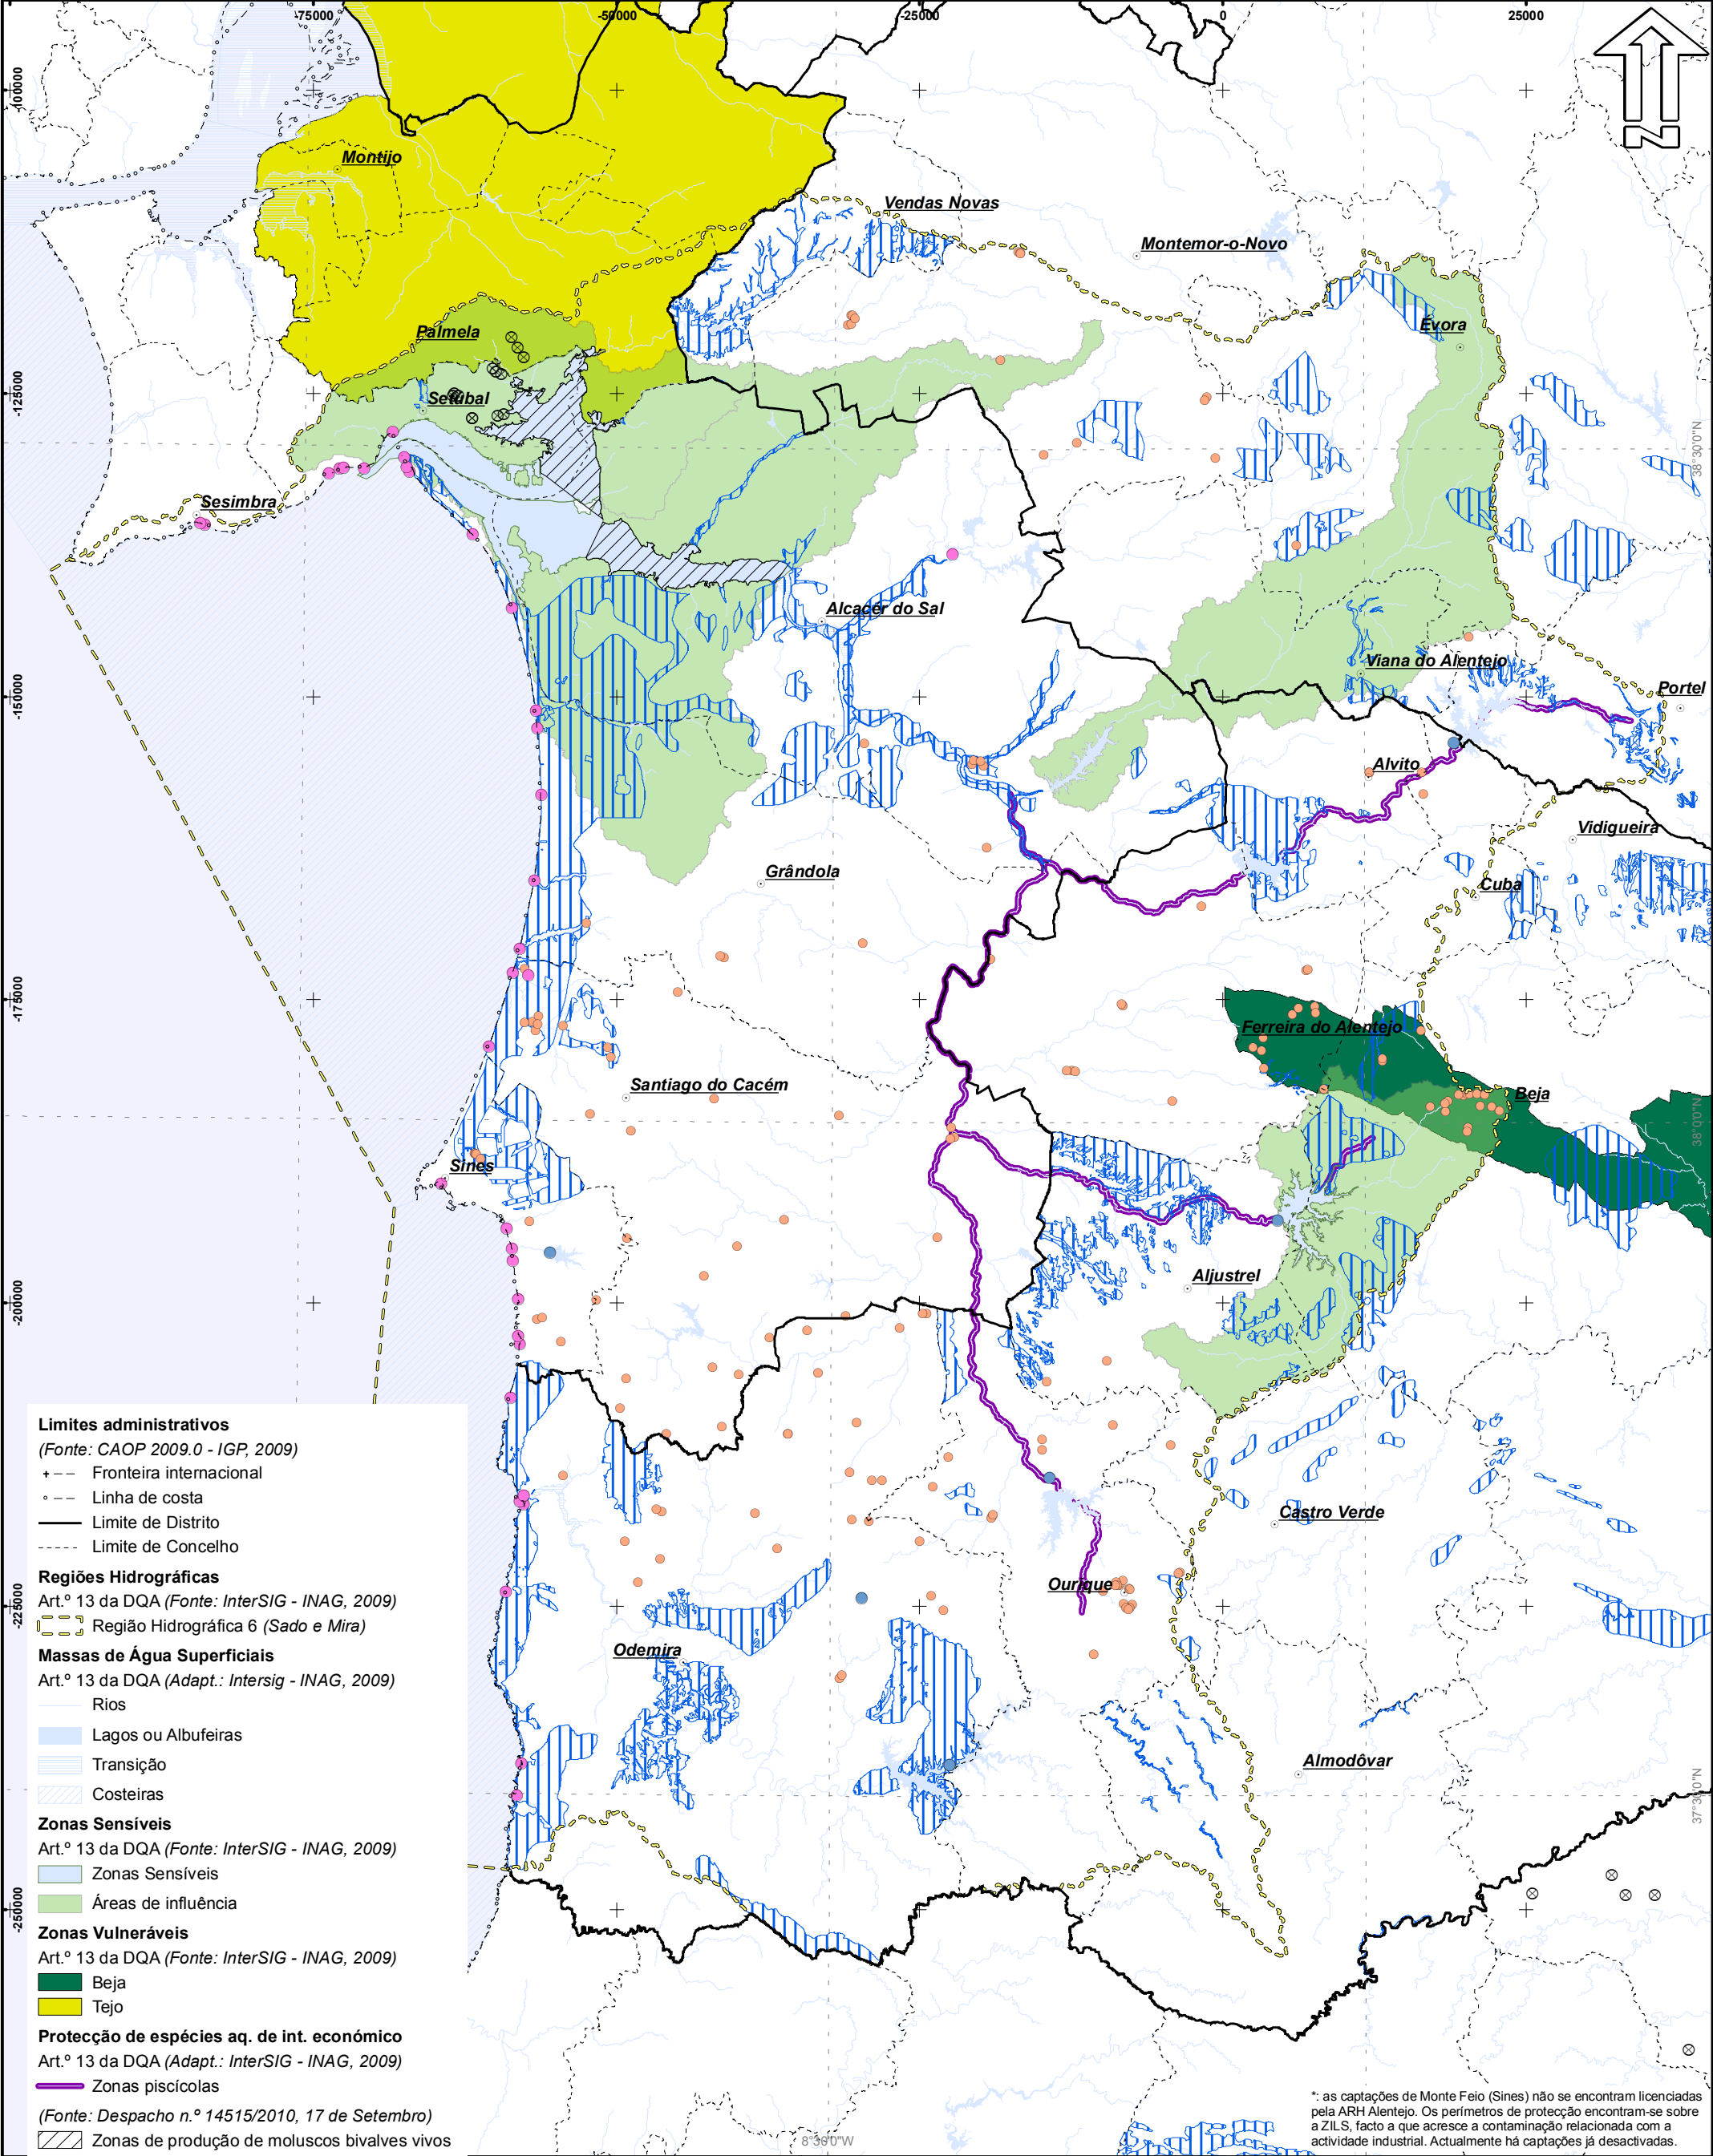 -75000
-50000
-25000
0
25000
-100000
-125000
-150000
-175000
-200000
-225000
-250000
N
38°30'0"N
38°0'0"N
37°30'0"N
8°30'0"W
Montijo
Vendas Novas
Montemor-o-Novo
Palmela
Évora
Setúbal
Sesimbra
Alcácer do Sal
Viana do Alentejo
Portel
Alvito
Vidigueira
Grândola
Cuba
Ferreira do Alentejo
Santiago do Cacém
Beja
Sines
Aljustrel
Castro Verde
Ourique
Odemira
Almodôvar
Limites administrativos
(Fonte: CAOP 2009.0 - IGP, 2009)
Fronteira internacional
Linha de costa
Limite de Distrito
Limite de Concelho
Regiões Hidrográficas
Art.º 13 da DQA (Fonte: InterSIG - INAG, 2009)
Região Hidrográfica 6 (Sado e Mira)
Massas de Água Superficiais
Art.º 13 da DQA (Adapt.: Intersig - INAG, 2009)
Rios
Lagos ou Albufeiras
Transição
Costeiras
Zonas Sensíveis
Art.º 13 da DQA (Fonte: InterSIG - INAG, 2009)
Zonas Sensíveis
Áreas de influência
Zonas Vulneráveis
Art.º 13 da DQA (Fonte: InterSIG - INAG, 2009)
Beja
Tejo
Protecção de espécies aq. de int. económico
Art.º 13 da DQA (Adapt.: InterSIG - INAG, 2009)
Zonas piscícolas
(Fonte: Despacho n.º 14515/2010, 17 de Setembro)
Zonas de produção de moluscos bivalves vivos
*: as captações de Monte Feio (Sines) não se encontram licenciadas
pela ARH Alentejo. Os perímetros de protecção encontram-se sobre
a ZILS, facto a que acresce a contaminação relacionada com a
actividade industrial. Actualmente há captações já desactivadas.